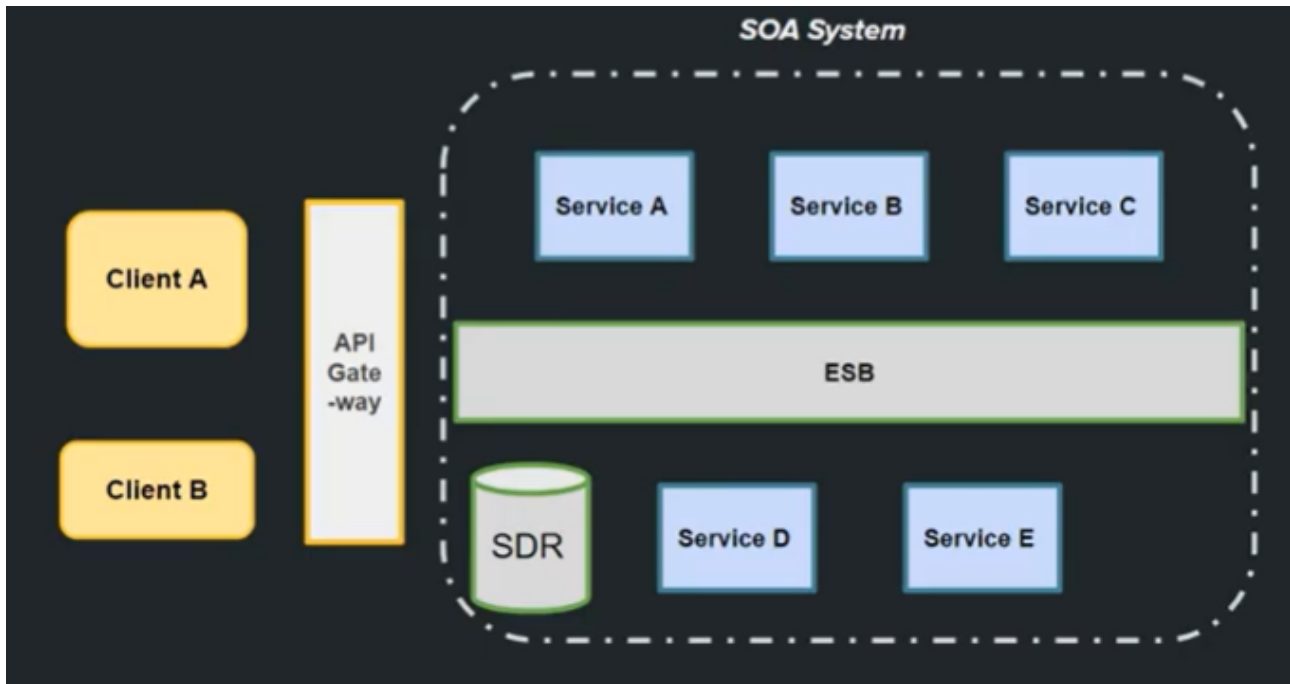 SOA System
Service A
Service B
Service C
Client A
API
Gate
-way
ESB
Client B
SDR
Service D
Service E